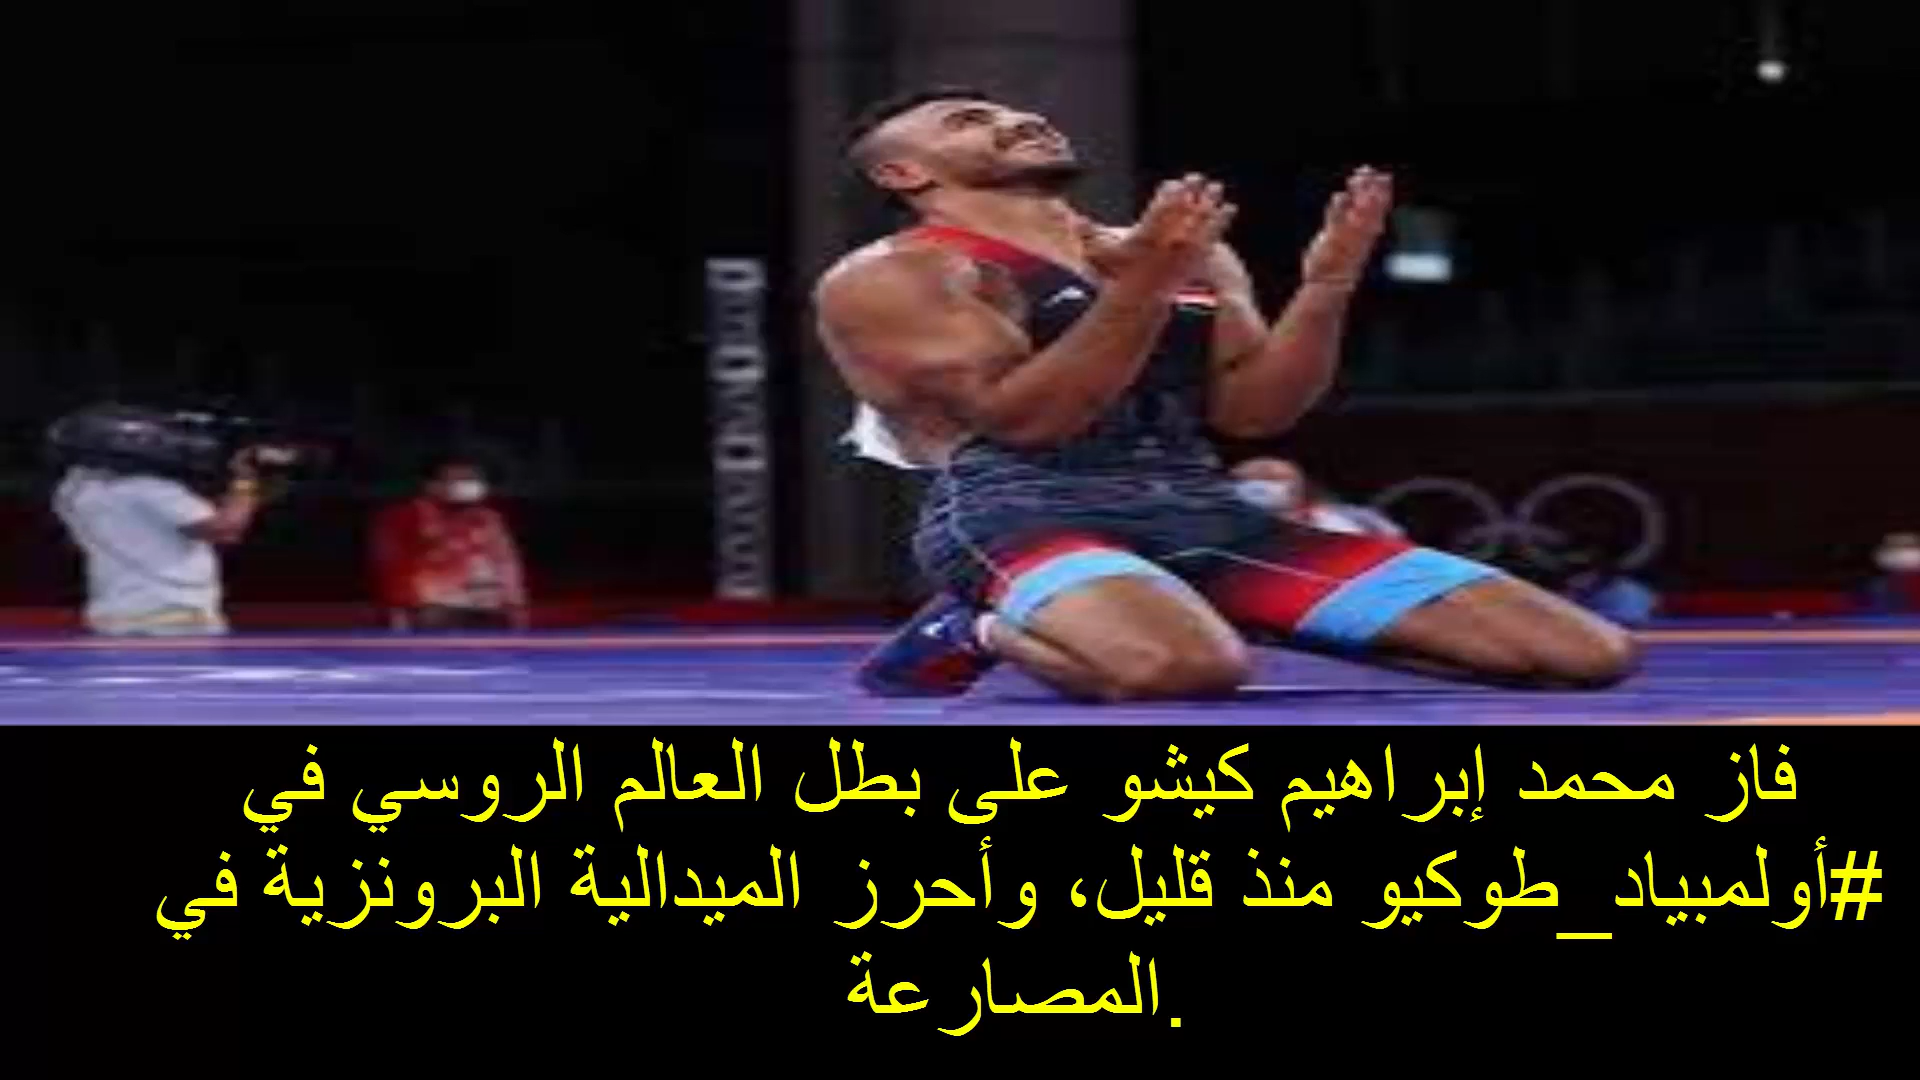 فاز محمد إبراهيم كيشو على بطل العالم الروسي في
#أولمبياد_طوكيو منذ قليل، وأحرز الميدالية البرونزية في
المصارعة.